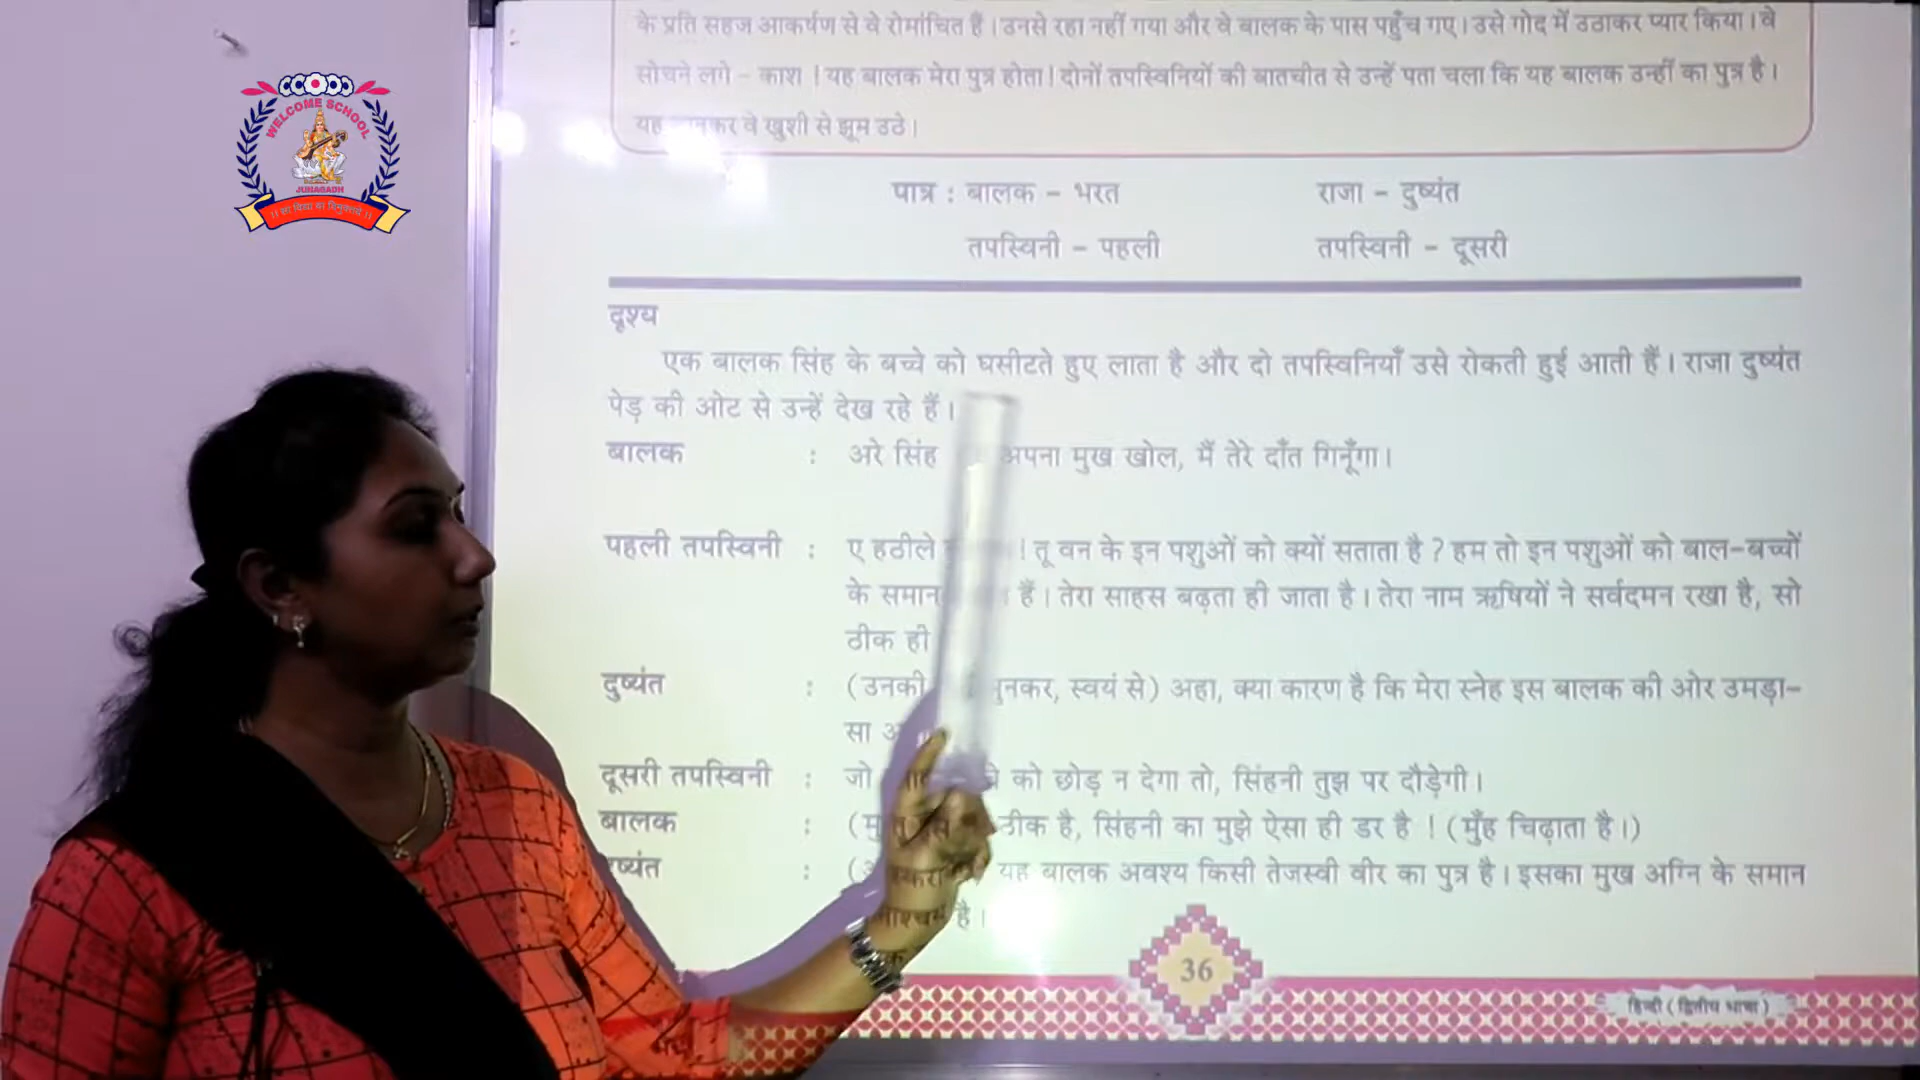 WELCOME SCHOOL
JUNAGADH
।। सा विद्या या विमुक्तये ।।
के प्रति सहज आकर्षण से वे रोमांचित हैं । उनसे रहा नहीं गया और वे बालक के पास पहुँच गए । उसे गोद में उठाकर प्यार किया । वे
सोचने लगे – काश ! यह बालक मेरा पुत्र होता ! दोनों तपस्विनियों की बातचीत से उन्हें पता चला कि यह बालक उन्हीं का पुत्र है ।
यह कर वे खुशी से झूम उठे ।
पात्र : बालक – भरत राजा – दुष्यंत
तपस्विनी – पहली तपस्विनी – दूसरी
दृश्य
एक बालक सिंह के बच्चे को घसीटते हुए लाता है और दो तपस्विनियाँ उसे रोकती हुई आती हैं । राजा दुष्यंत
पेड़ की ओट से उन्हें देख रहे हैं ।
बालक : अरे सिंह अपना मुख खोल, मैं तेरे दाँत गिनूँगा ।
पहली तपस्विनी : ए हठीले ! तू वन के इन पशुओं को क्यों सताता है ? हम तो इन पशुओं को बाल-बच्चों
के समान हैं । तेरा साहस बढ़ता ही जाता है । तेरा नाम ऋषियों ने सर्वदमन रखा है, सो
ठीक ही
दुष्यंत : (उनकी सुनकर, स्वयं से) अहा, क्या कारण है कि मेरा स्नेह इस बालक की ओर उमड़ा-
सा
दूसरी तपस्विनी : जो को छोड़ न देगा तो, सिंहनी तुझ पर दौड़ेगी ।
बालक : ठीक है, सिंहनी का मुझे ऐसा ही डर है ! (मुँह चिढ़ाता है ।)
दुष्यंत : यह बालक अवश्य किसी तेजस्वी वीर का पुत्र है । इसका मुख अग्नि के समान
है ।
36
हिन्दी (द्वितीय भाषा)